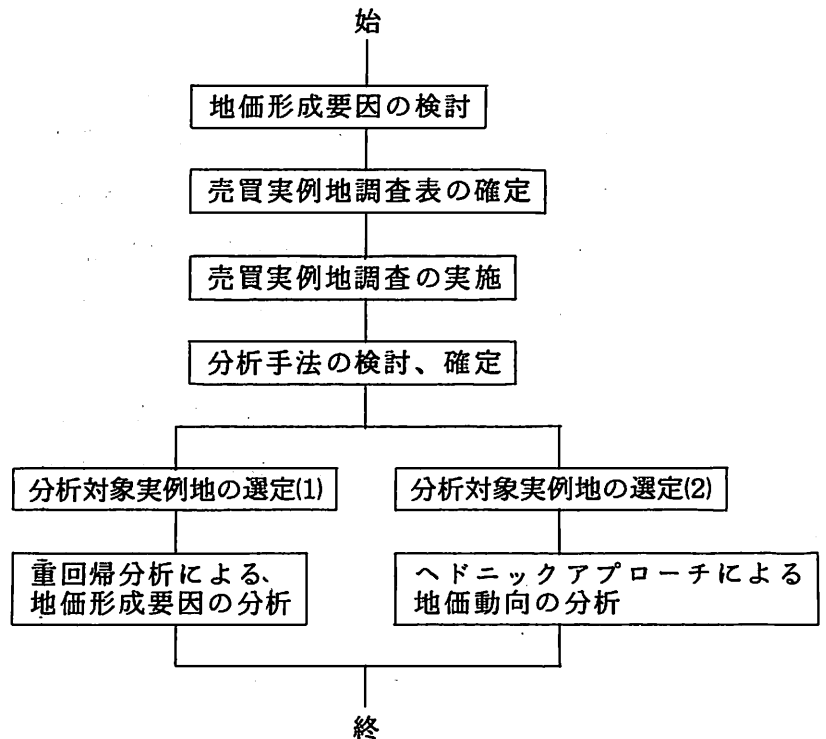 始
地価形成要因の検討
売買実例地調査表の確定
売買実例地調査の実施
分析手法の検討、確定
分析対象実例地の選定(1)
分析対象実例地の選定(2)
重回帰分析による、
地価形成要因の分析
ヘドニックアプローチによる
地価動向の分析
終